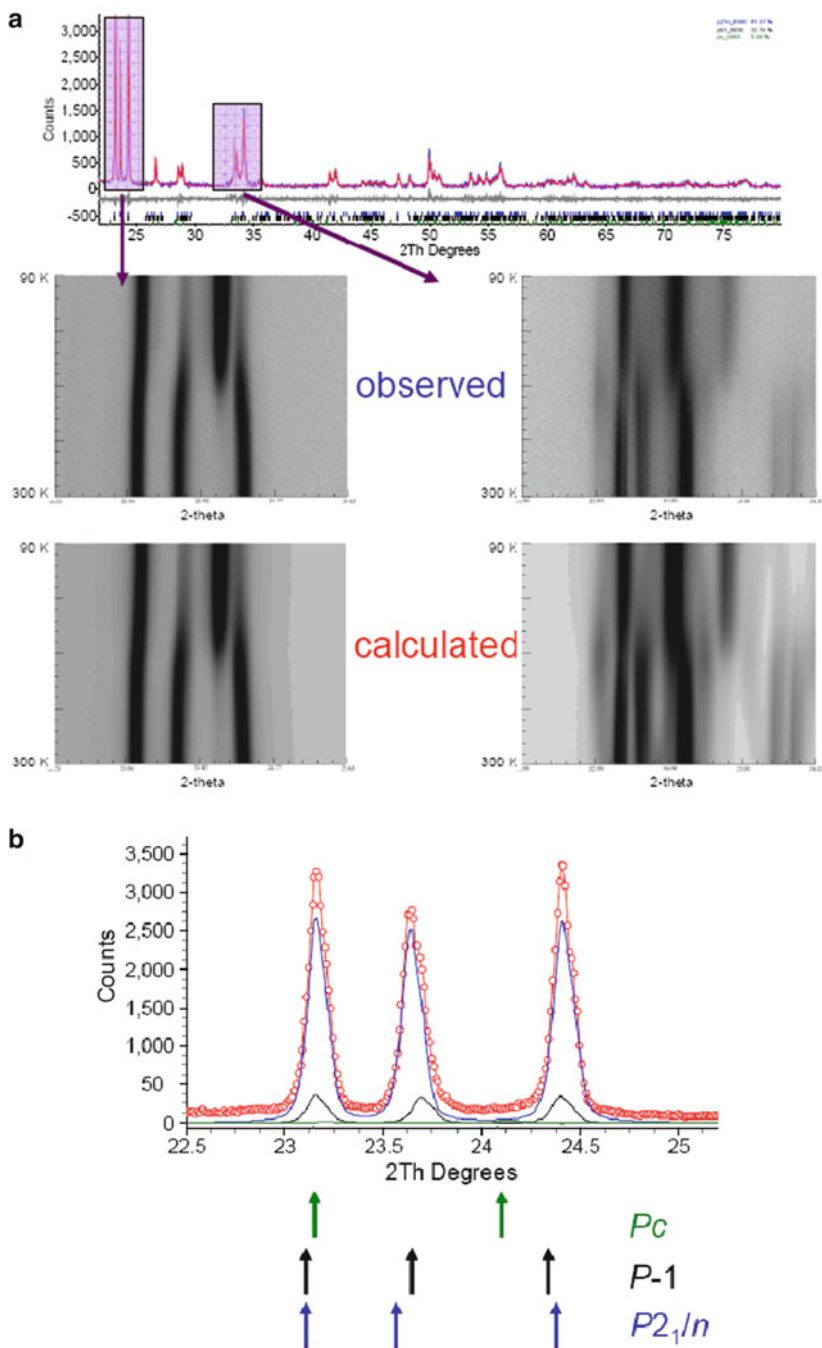 a
3,000
2,500
2,000
1,500
1,000
500
0
-500
Counts
25 30 35 40 45 50 55 60 65 70 75
2Th Degrees
90 K
300 K
2-theta
observed
90 K
300 K
2-theta
90 K
300 K
2-theta
calculated
90 K
300 K
2-theta
b
3,500
3,000
2,500
2,000
1,500
1,000
50
0
Counts
22.5 23 23.5 24 24.5 25
2Th Degrees
Pc
P-1
P2₁/n